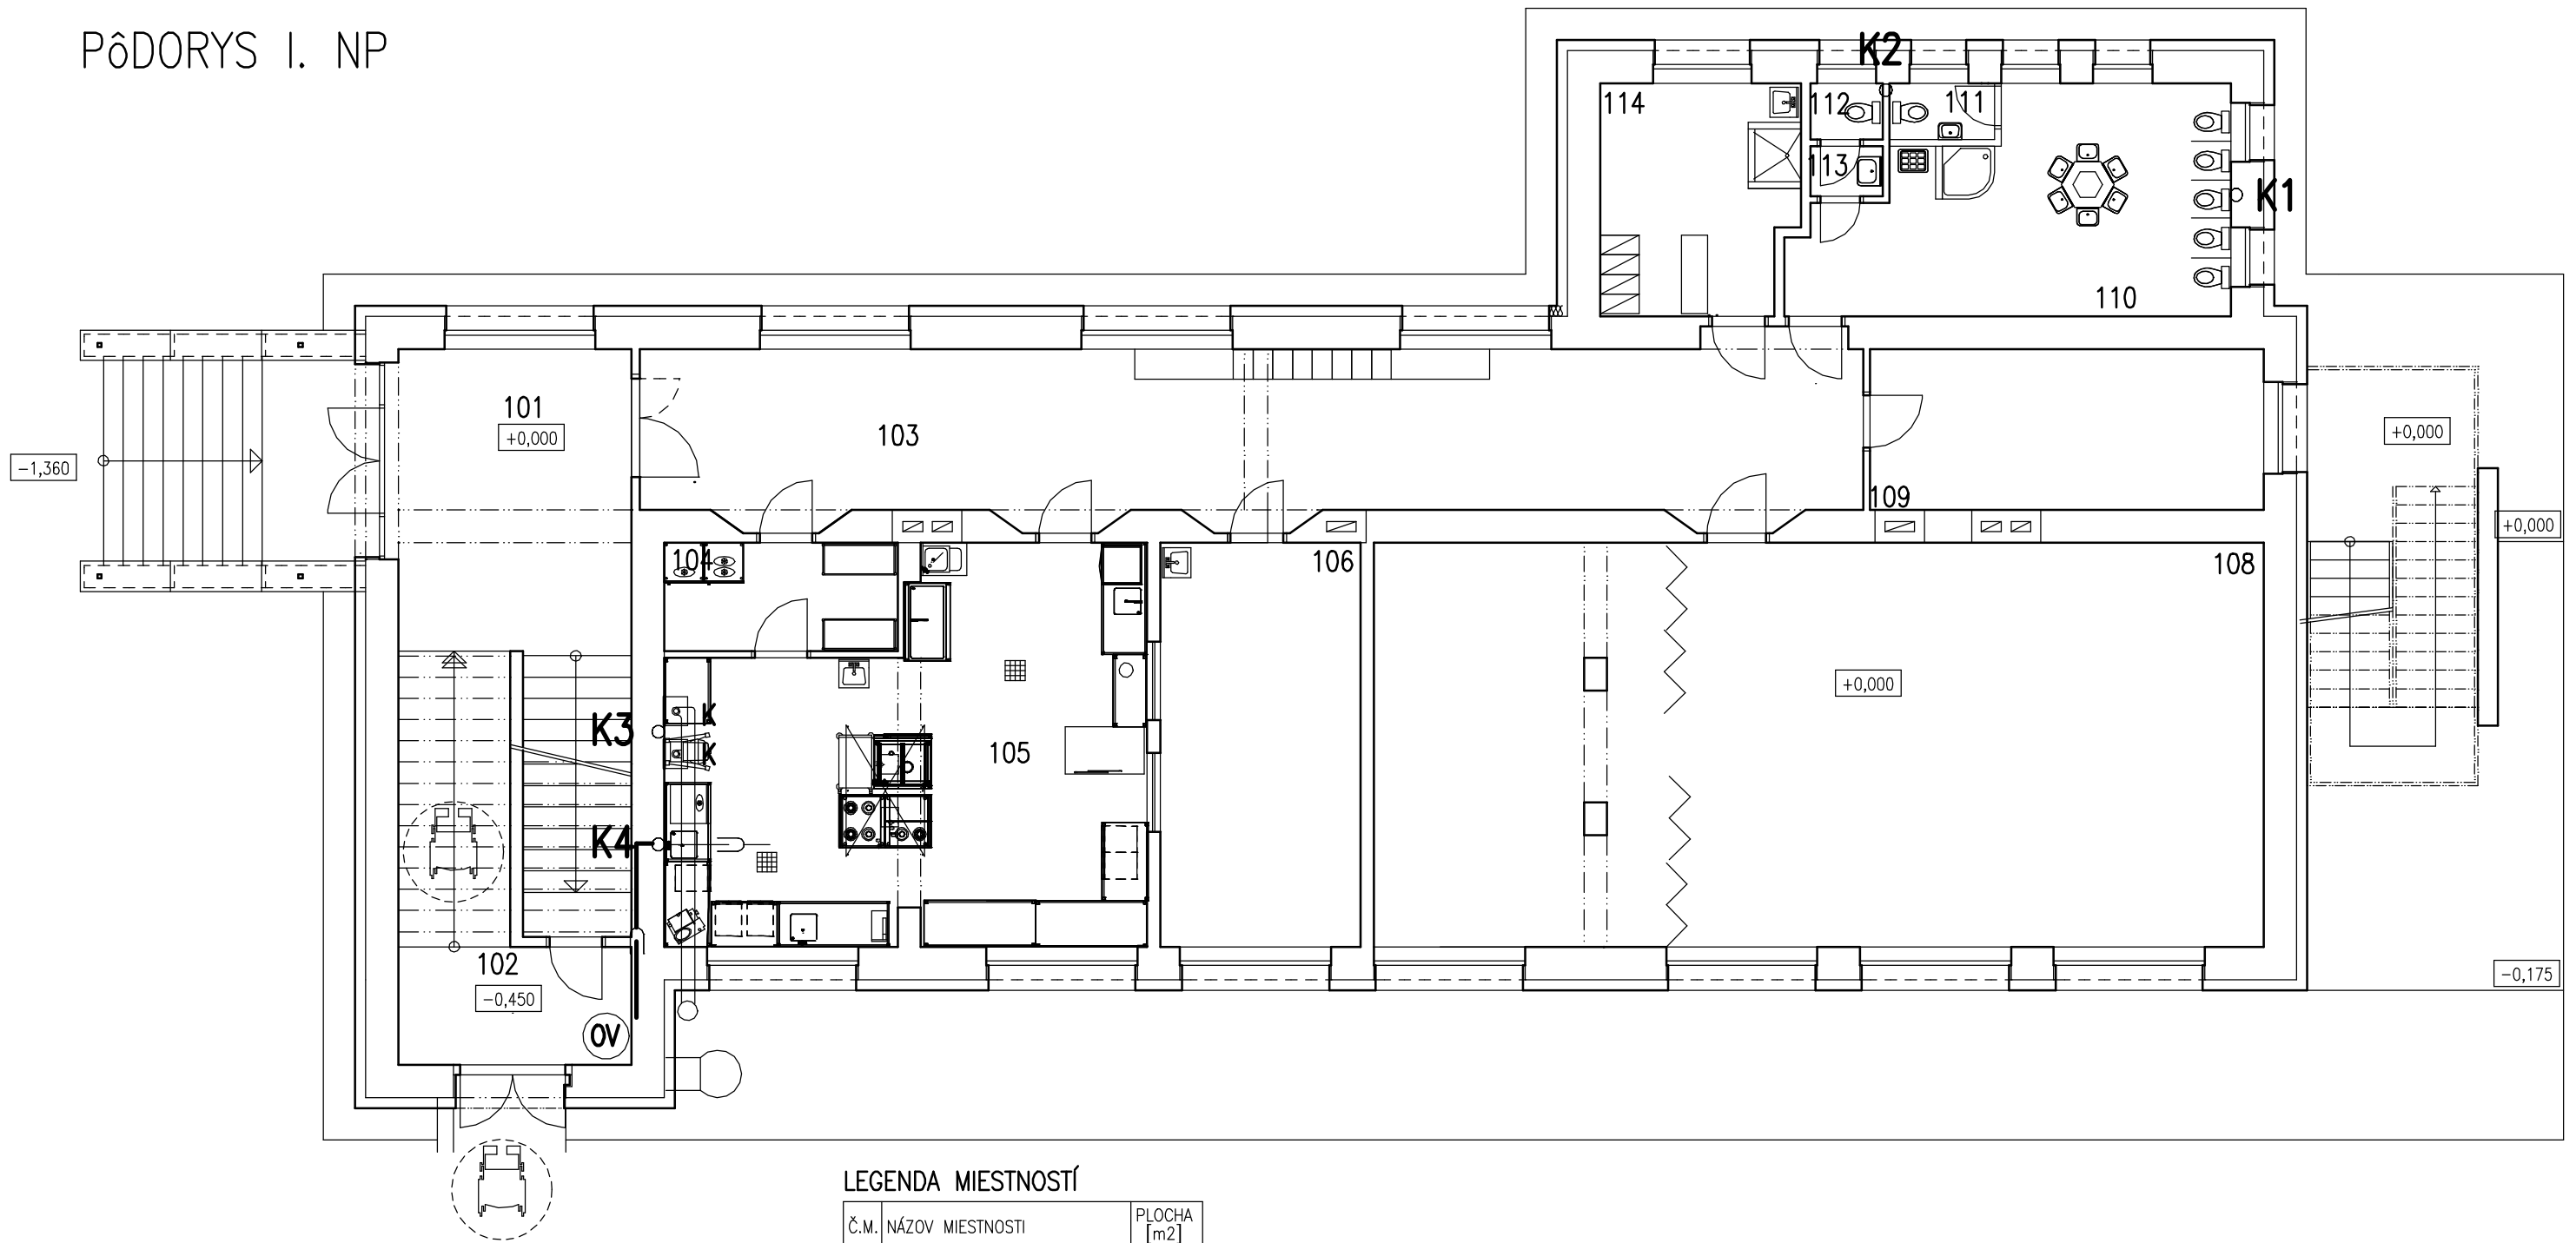 PôDORYS I. NP
K2
114
112
111
113
K1
110
101
+0,000
103
-1,360
+0,000
109
+0,000
104
106
108
+0,000
K3
K
K
105
K4
102
-0,450
-0,175
OV
LEGENDA MIESTNOSTÍ
Č.M. NÁZOV MIESTNOSTI PLOCHA
[m2]